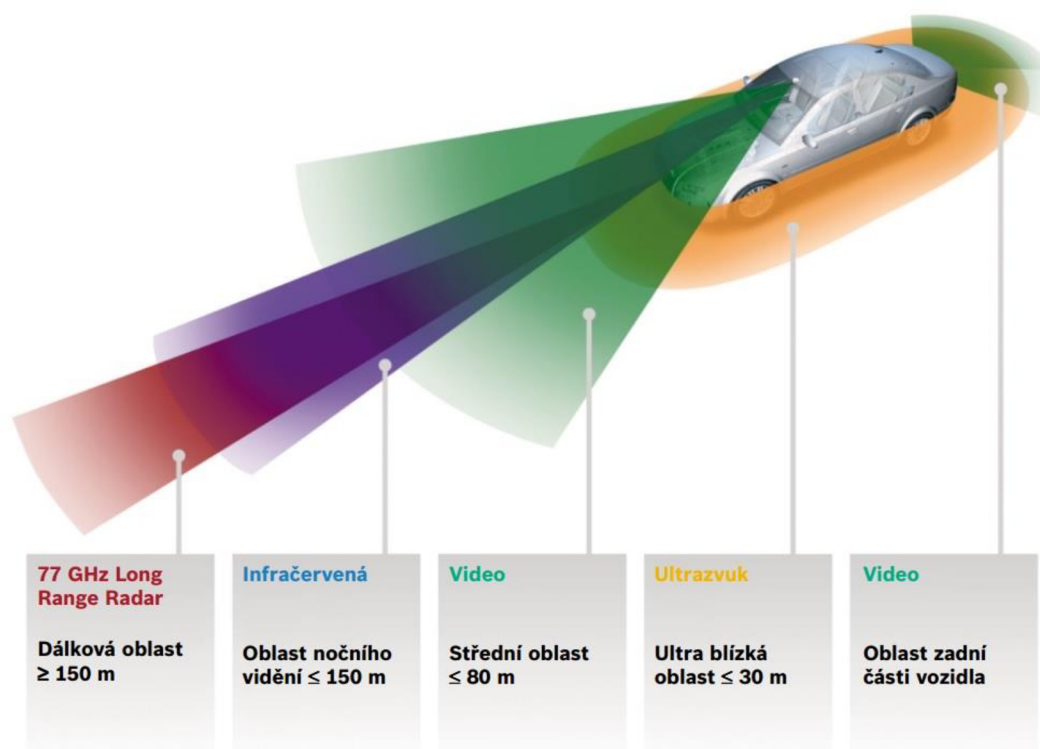 77 GHz Long
Range Radar
Dálková oblast
≥ 150 m
Infračervená
Oblast nočního
vidění ≤ 150 m
Video
Střední oblast
≤ 80 m
Ultrazvuk
Ultra blízká
oblast ≤ 30 m
Video
Oblast zadní
části vozidla